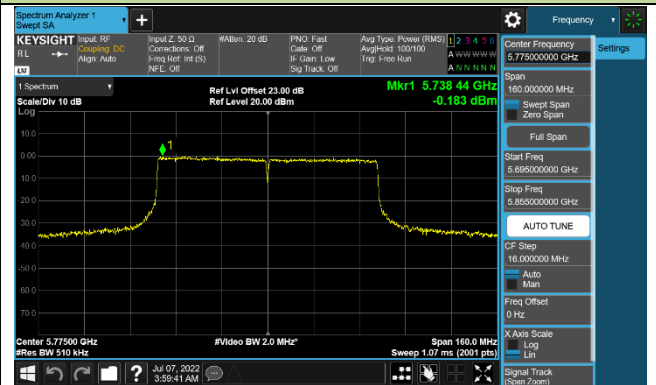 Spectrum Analyzer 1
Swept SA
+
Frequency
KEYSIGHT
RL
LXI
Input: RF
Coupling: DC
Align: Auto
Input Z: 50 Ω
Corrections: Off
Freq Ref: Int (S)
NFE: Off
#Atten: 20 dB
PNO: Fast
Gate: Off
IF Gain: Low
Sig Track: Off
Avg Type: Power (RMS)
Avg|Hold: 100/100
Trig: Free Run
1 2 3 4 5 6
A W W W W W
A N N N N N
1 Spectrum
Scale/Div 10 dB
Log
Ref Lvl Offset 23.00 dB
Ref Level 20.00 dBm
Mkr1 5.738 44 GHz
-0.183 dBm
10.0
0.00
-10.0
-20.0
-30.0
-40.0
-50.0
-60.0
-70.0
1
Center 5.77500 GHz
#Res BW 510 kHz
#Video BW 2.0 MHz*
Span 160.0 MHz
Sweep 1.07 ms (2001 pts)
?
Jul 07, 2022
3:59:41 AM
Center Frequency
5.775000000 GHz
Settings
Span
160.000000 MHz
Swept Span
Zero Span
Full Span
Start Freq
5.695000000 GHz
Stop Freq
5.855000000 GHz
AUTO TUNE
CF Step
16.000000 MHz
Auto
Man
Freq Offset
0 Hz
X Axis Scale
Log
Lin
Signal Track
(Span Zoom)